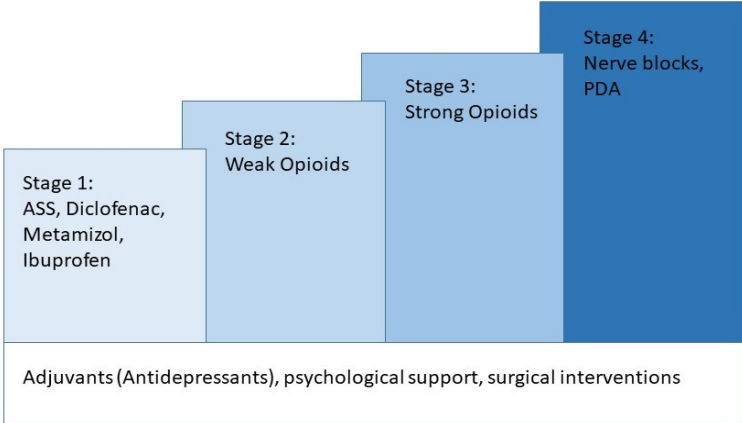 Stage 4:
Nerve blocks,
PDA
Stage 3:
Strong Opioids
Stage 2:
Weak Opioids
Stage 1:
ASS, Diclofenac,
Metamizol,
Ibuprofen
Adjuvants (Antidepressants), psychological support, surgical interventions